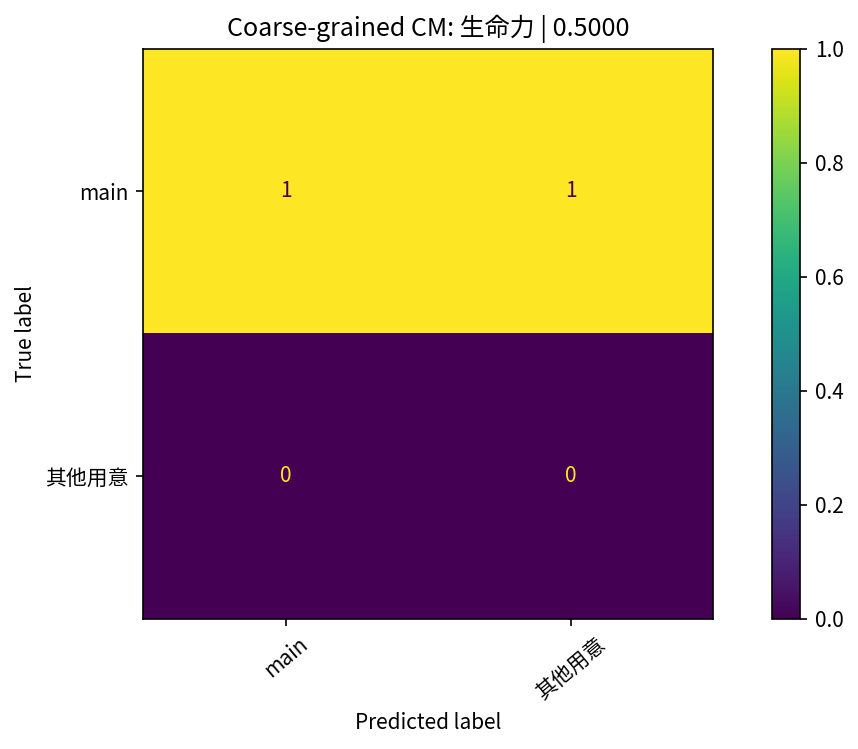 Coarse-grained CM: 生命力 | 0.5000
True label
main
1
1
其他用意
0
0
main
其他用意
Predicted label
1.0
0.8
0.6
0.4
0.2
0.0